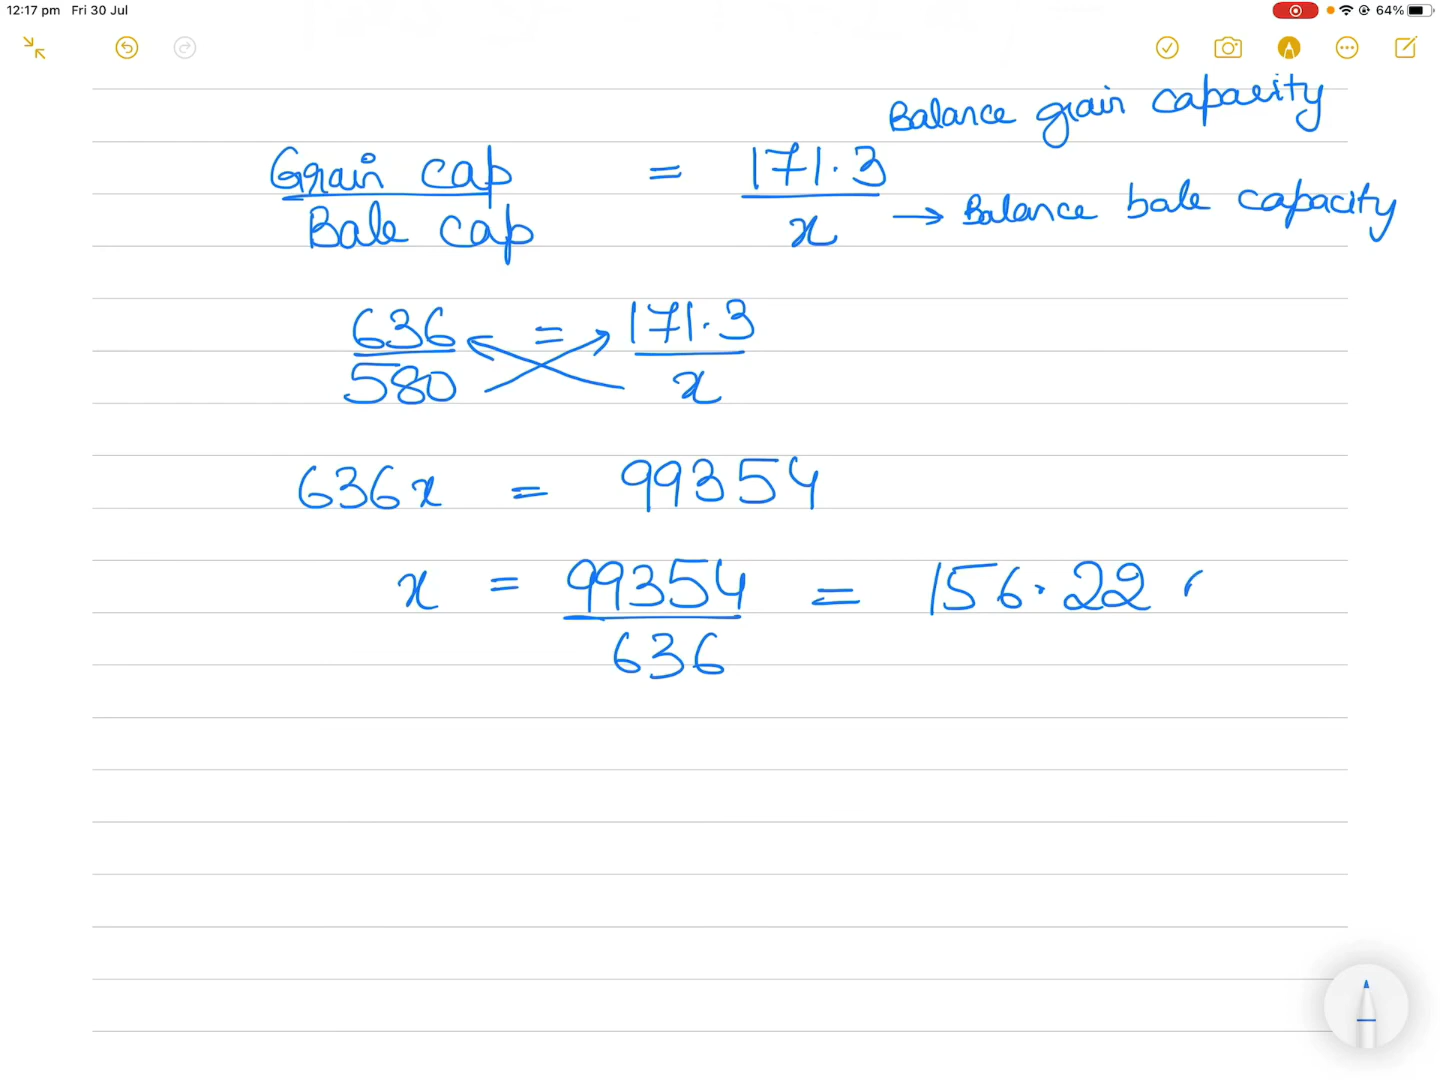 12:17 pm Fri 30 Jul 64%
Balance grain capacity
Grain cap = 171.3
Bale cap x → Balance bale capacity
636 = 171.3
580 x
636x = 99354
x = 99354 = 156.22
636